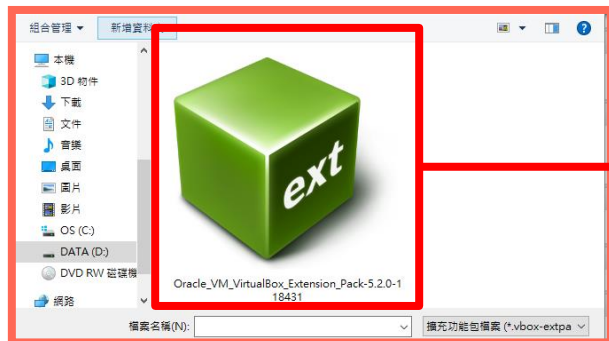 組合管理 新增資料
本機
3D 物件
下載
文件
音樂
桌面
圖片
影片
OS (C:)
DATA (D:)
DVD RW 磁碟機
網路
ext
Oracle_VM_VirtualBox_Extension_Pack-5.2.0-1
18431
檔案名稱(N):
擴充功能包檔案 (*.vbox-extpa